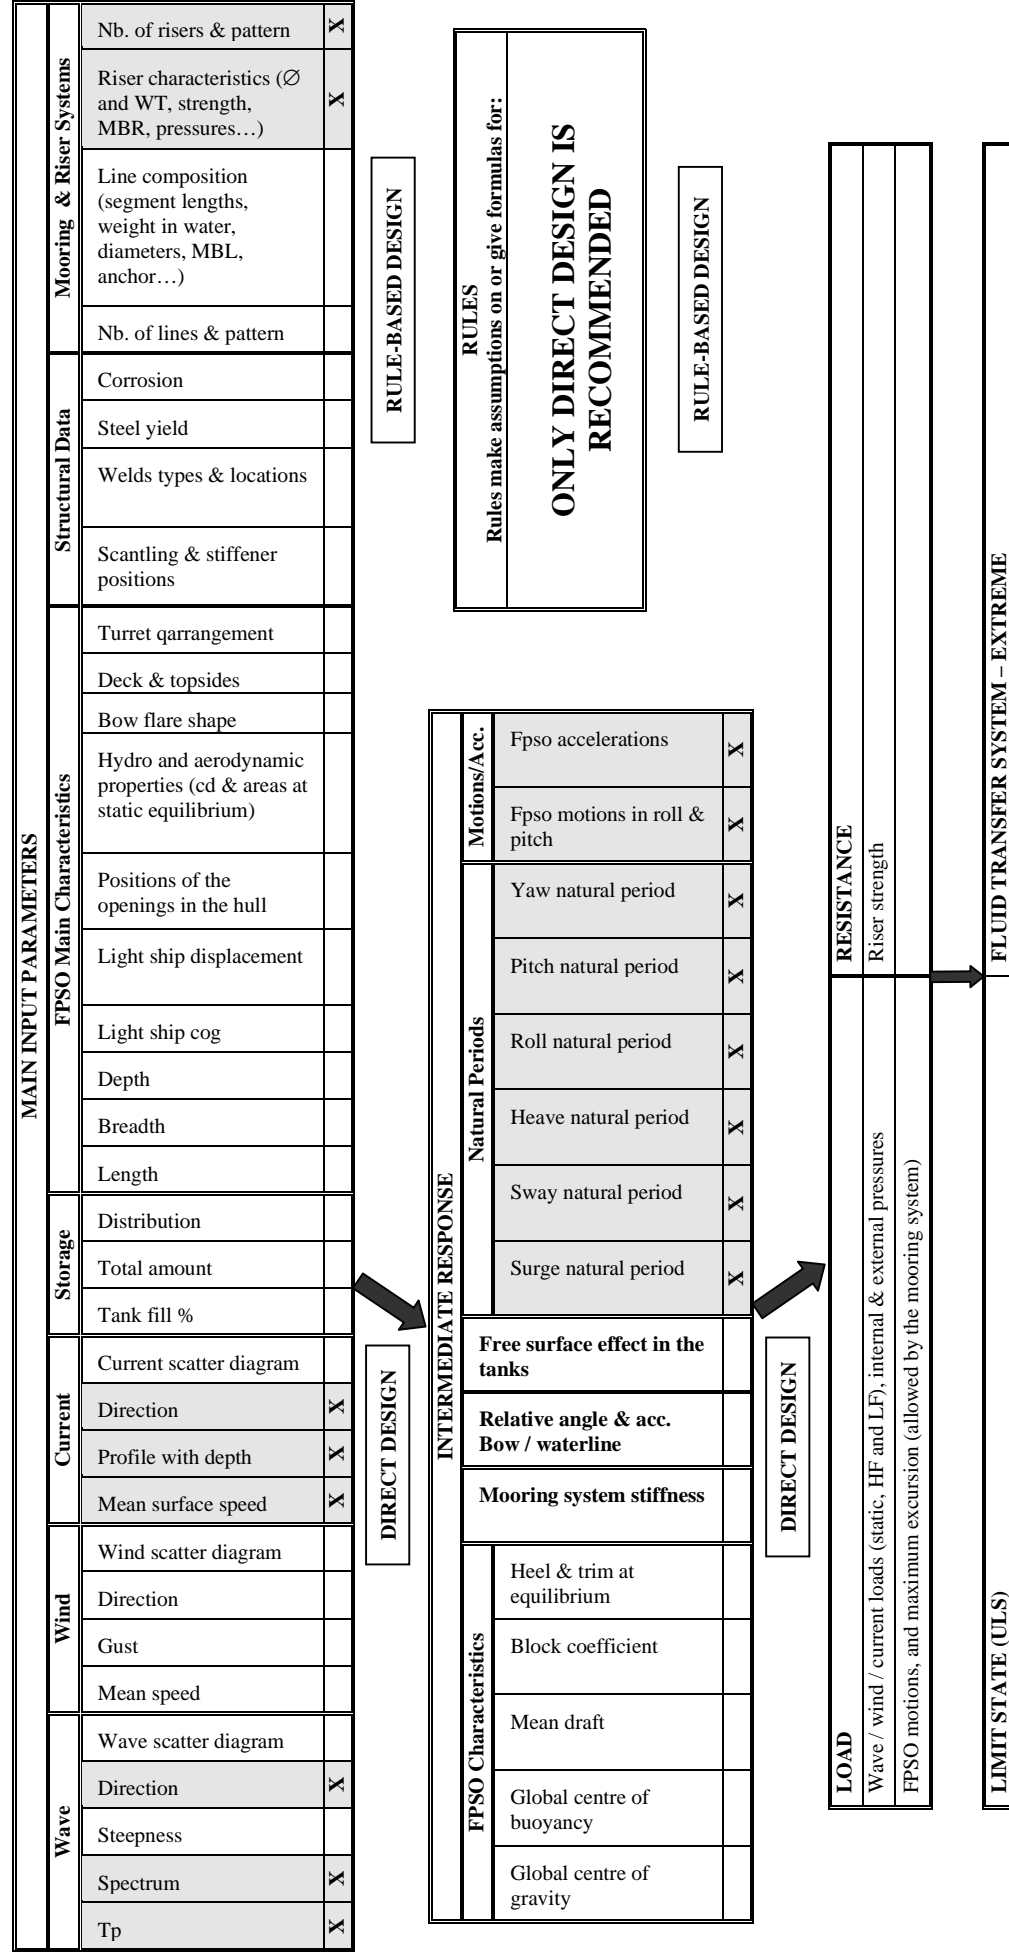 MAIN INPUT PARAMETERS
Mooring & Riser Systems
Nb. of risers & pattern
X
Riser characteristics (∅
and WT, strength,
MBR, pressures…)
X
Line composition
(segment lengths,
weight in water,
diameters, MBL,
anchor…)
Nb. of lines & pattern
Structural Data
Corrosion
Steel yield
Welds types & locations
Scantling & stiffener
positions
FPSO Main Characteristics
Turret qarrangement
Deck & topsides
Bow flare shape
Hydro and aerodynamic
properties (cd & areas at
static equilibrium)
Positions of the
openings in the hull
Light ship displacement
Light ship cog
Depth
Breadth
Length
Storage
Distribution
Total amount
Tank fill %
Current
Current scatter diagram
Direction
X
Profile with depth
X
Mean surface speed
X
Wind
Wind scatter diagram
Direction
Gust
Mean speed
Wave
Wave scatter diagram
Direction
X
Steepness
Spectrum
X
Tp
X
RULE-BASED DESIGN
DIRECT DESIGN
RULES
Rules make assumptions on or give formulas for:
ONLY DIRECT DESIGN IS
RECOMMENDED
INTERMEDIATE RESPONSE
Motions/Acc.
Fpso accelerations
X
Fpso motions in roll &
pitch
X
Natural Periods
Yaw natural period
X
Pitch natural period
X
Roll natural period
X
Heave natural period
X
Sway natural period
X
Surge natural period
X
Free surface effect in the
tanks
Relative angle & acc.
Bow / waterline
Mooring system stiffness
FPSO Characteristics
Heel & trim at
equilibrium
Block coefficient
Mean draft
Global centre of
buoyancy
Global centre of
gravity
RULE-BASED DESIGN
DIRECT DESIGN
LOAD
RESISTANCE
Wave / wind / current loads (static, HF and LF), internal & external pressures
Riser strength
FPSO motions, and maximum excursion (allowed by the mooring system)
LIMIT STATE (ULS)
FLUID TRANSFER SYSTEM – EXTREME